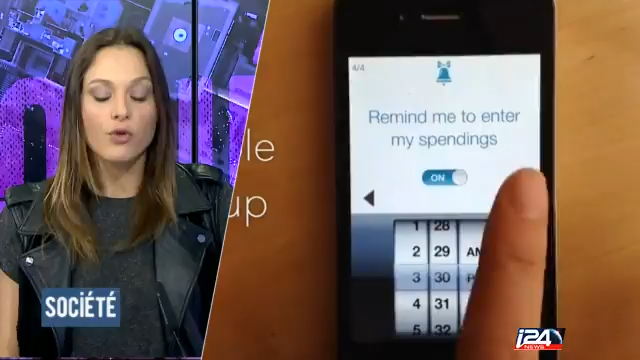 4/4
Remind me to enter
my spendings
ON
le
up
1 28
2 29 AN
3 30
4 31
5 32
SOCIÉTÉ
i24
NEWS